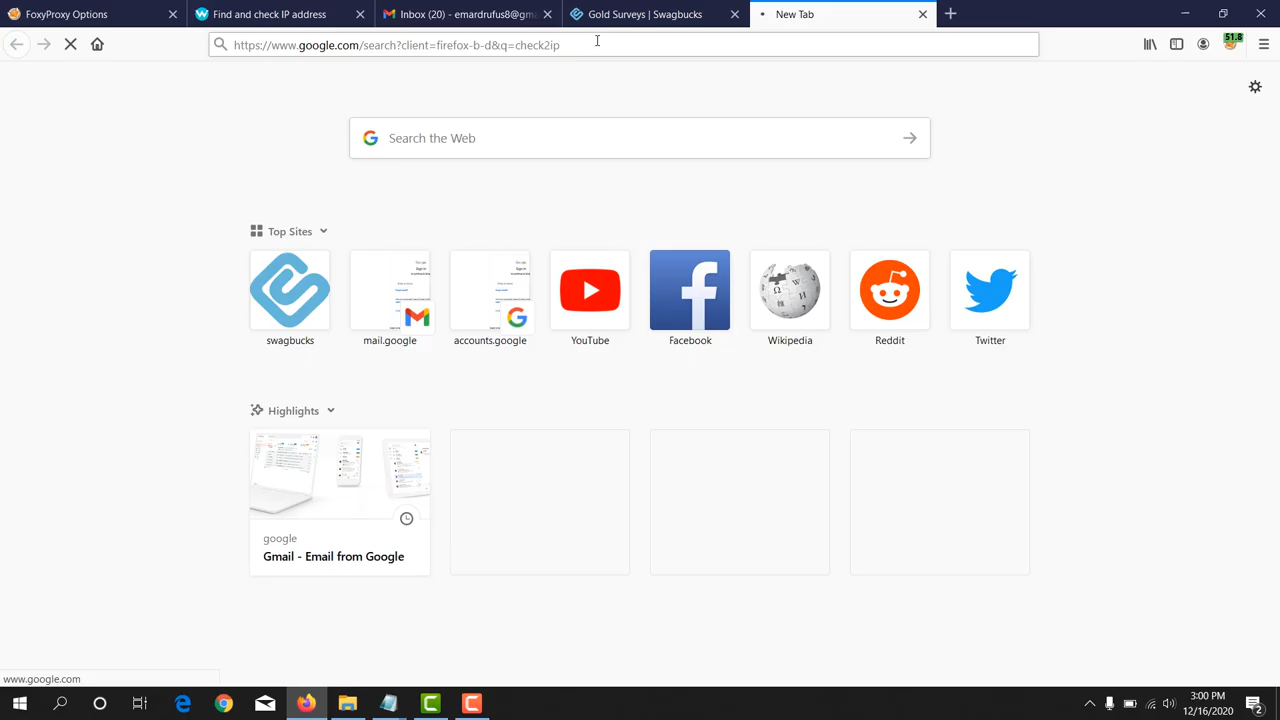 FoxyProxy Options
Find and check IP address
Inbox (20) - emardrufus8@gm
Gold Surveys | Swagbucks
New Tab
https://www.google.com/search?client=firefox-b-d&q=check2ip
51.8
Search the Web
Top Sites
swagbucks
mail.google
accounts.google
YouTube
Facebook
Wikipedia
Reddit
Twitter
Highlights
google
Gmail - Email from Google
www.google.com
3:00 PM
12/16/2020
2